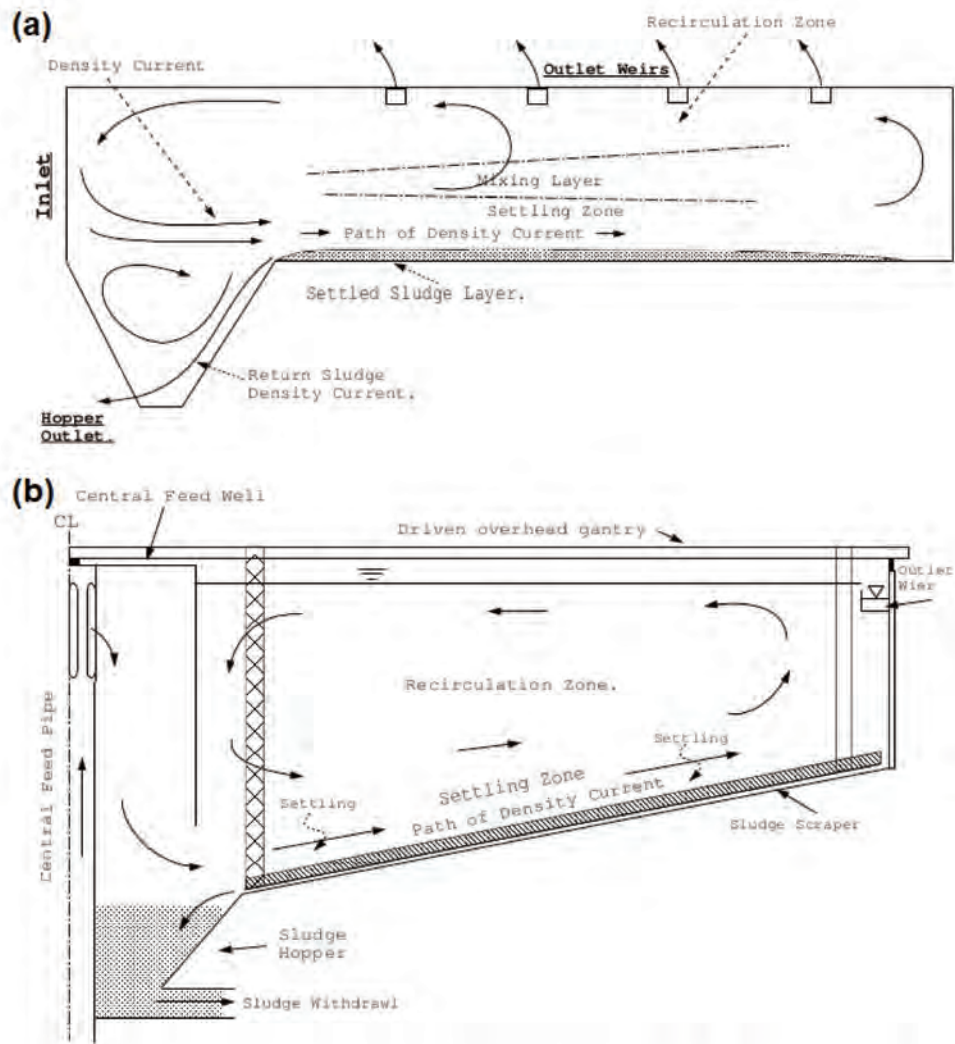 (a)
Recirculation Zone
Density Current
Outlet Weirs
Inlet
Mixing Layer
Settling Zone
Path of Density Current
Settled Sludge Layer.
Return Sludge
Density Current.
Hopper
Outlet.
(b)
Central Feed Well
CL
Driven overhead gantry
Outler
Wier
Recirculation Zone.
Central Feed Pipe
Settling
Settling
Settling Zone
Path of Density Current
Sludge Scraper
Sludge
Hopper
Sludge Withdrawl